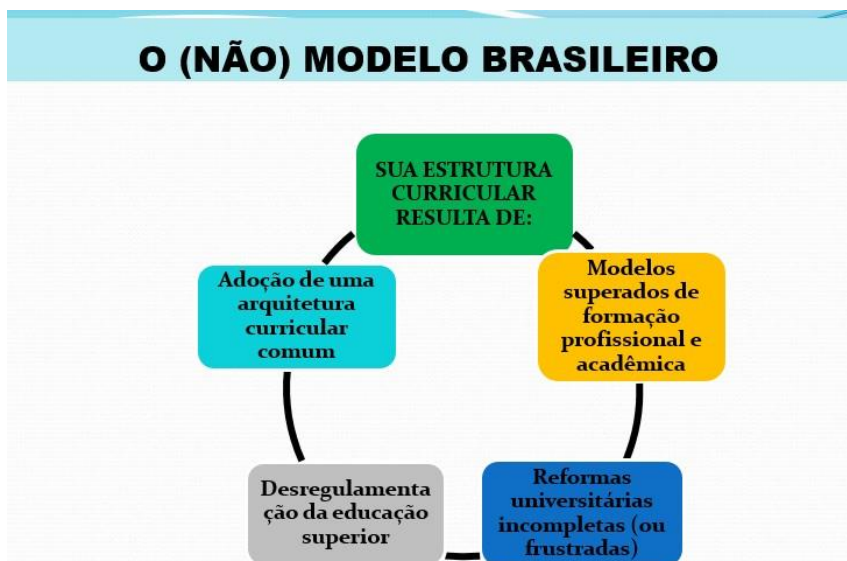 O (NÃO) MODELO BRASILEIRO
SUA ESTRUTURA
CURRICULAR
RESULTA DE:
Modelos
superados de
formação
profissional e
acadêmica
Reformas
universitárias
incompletas (ou
frustradas)
Desregulamenta
ção da educação
superior
Adoção de uma
arquitetura
curricular
comum